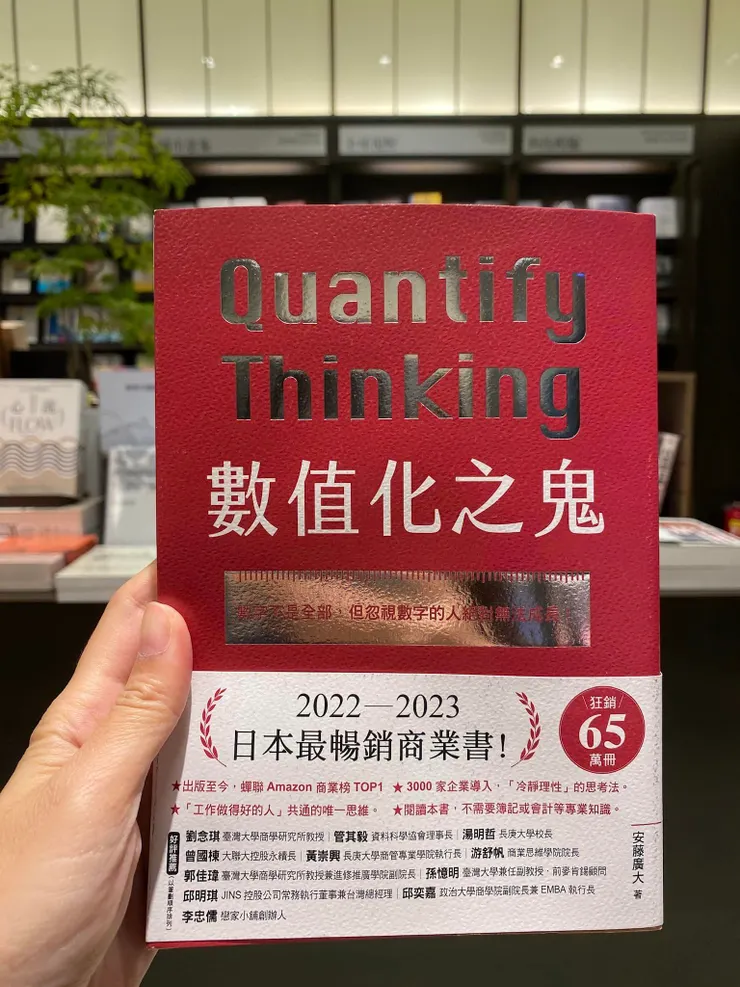 Quantify
Thinking
數值化之鬼
數字不是全部，但忽視數字的人絕對無法成長。
2022—2023
日本最暢銷商業書！
狂銷
65
萬冊
★出版至今，蟬聯 Amazon 商業榜 TOP1 ★ 3000 家企業導入，「冷靜理性」的思考法。
★「工作做得好的人」共通的唯一思維。 ★閱讀本書，不需要簿記或會計等專業知識。
好評推薦
（以筆劃順序排列）
劉念琪 臺灣大學商學研究所教授｜管其毅 資料科學協會理事長｜湯明哲 長庚大學校長
曾國棟 大聯大控股永續長｜黃崇興 長庚大學商管專業學院執行長｜游舒帆 商業思維學院院長
郭佳瑋 臺灣大學商學研究所教授兼進修推廣學院副院長｜孫憶明 臺灣大學兼任副教授，前麥肯錫顧問
邱明琪 JINS 控股公司常務執行董事兼台灣總經理｜邱奕嘉 政治大學商學院副院長兼 EMBA 執行長
李忠儒 戀家小舖創辦人
安藤廣大 著
心流
FLOW